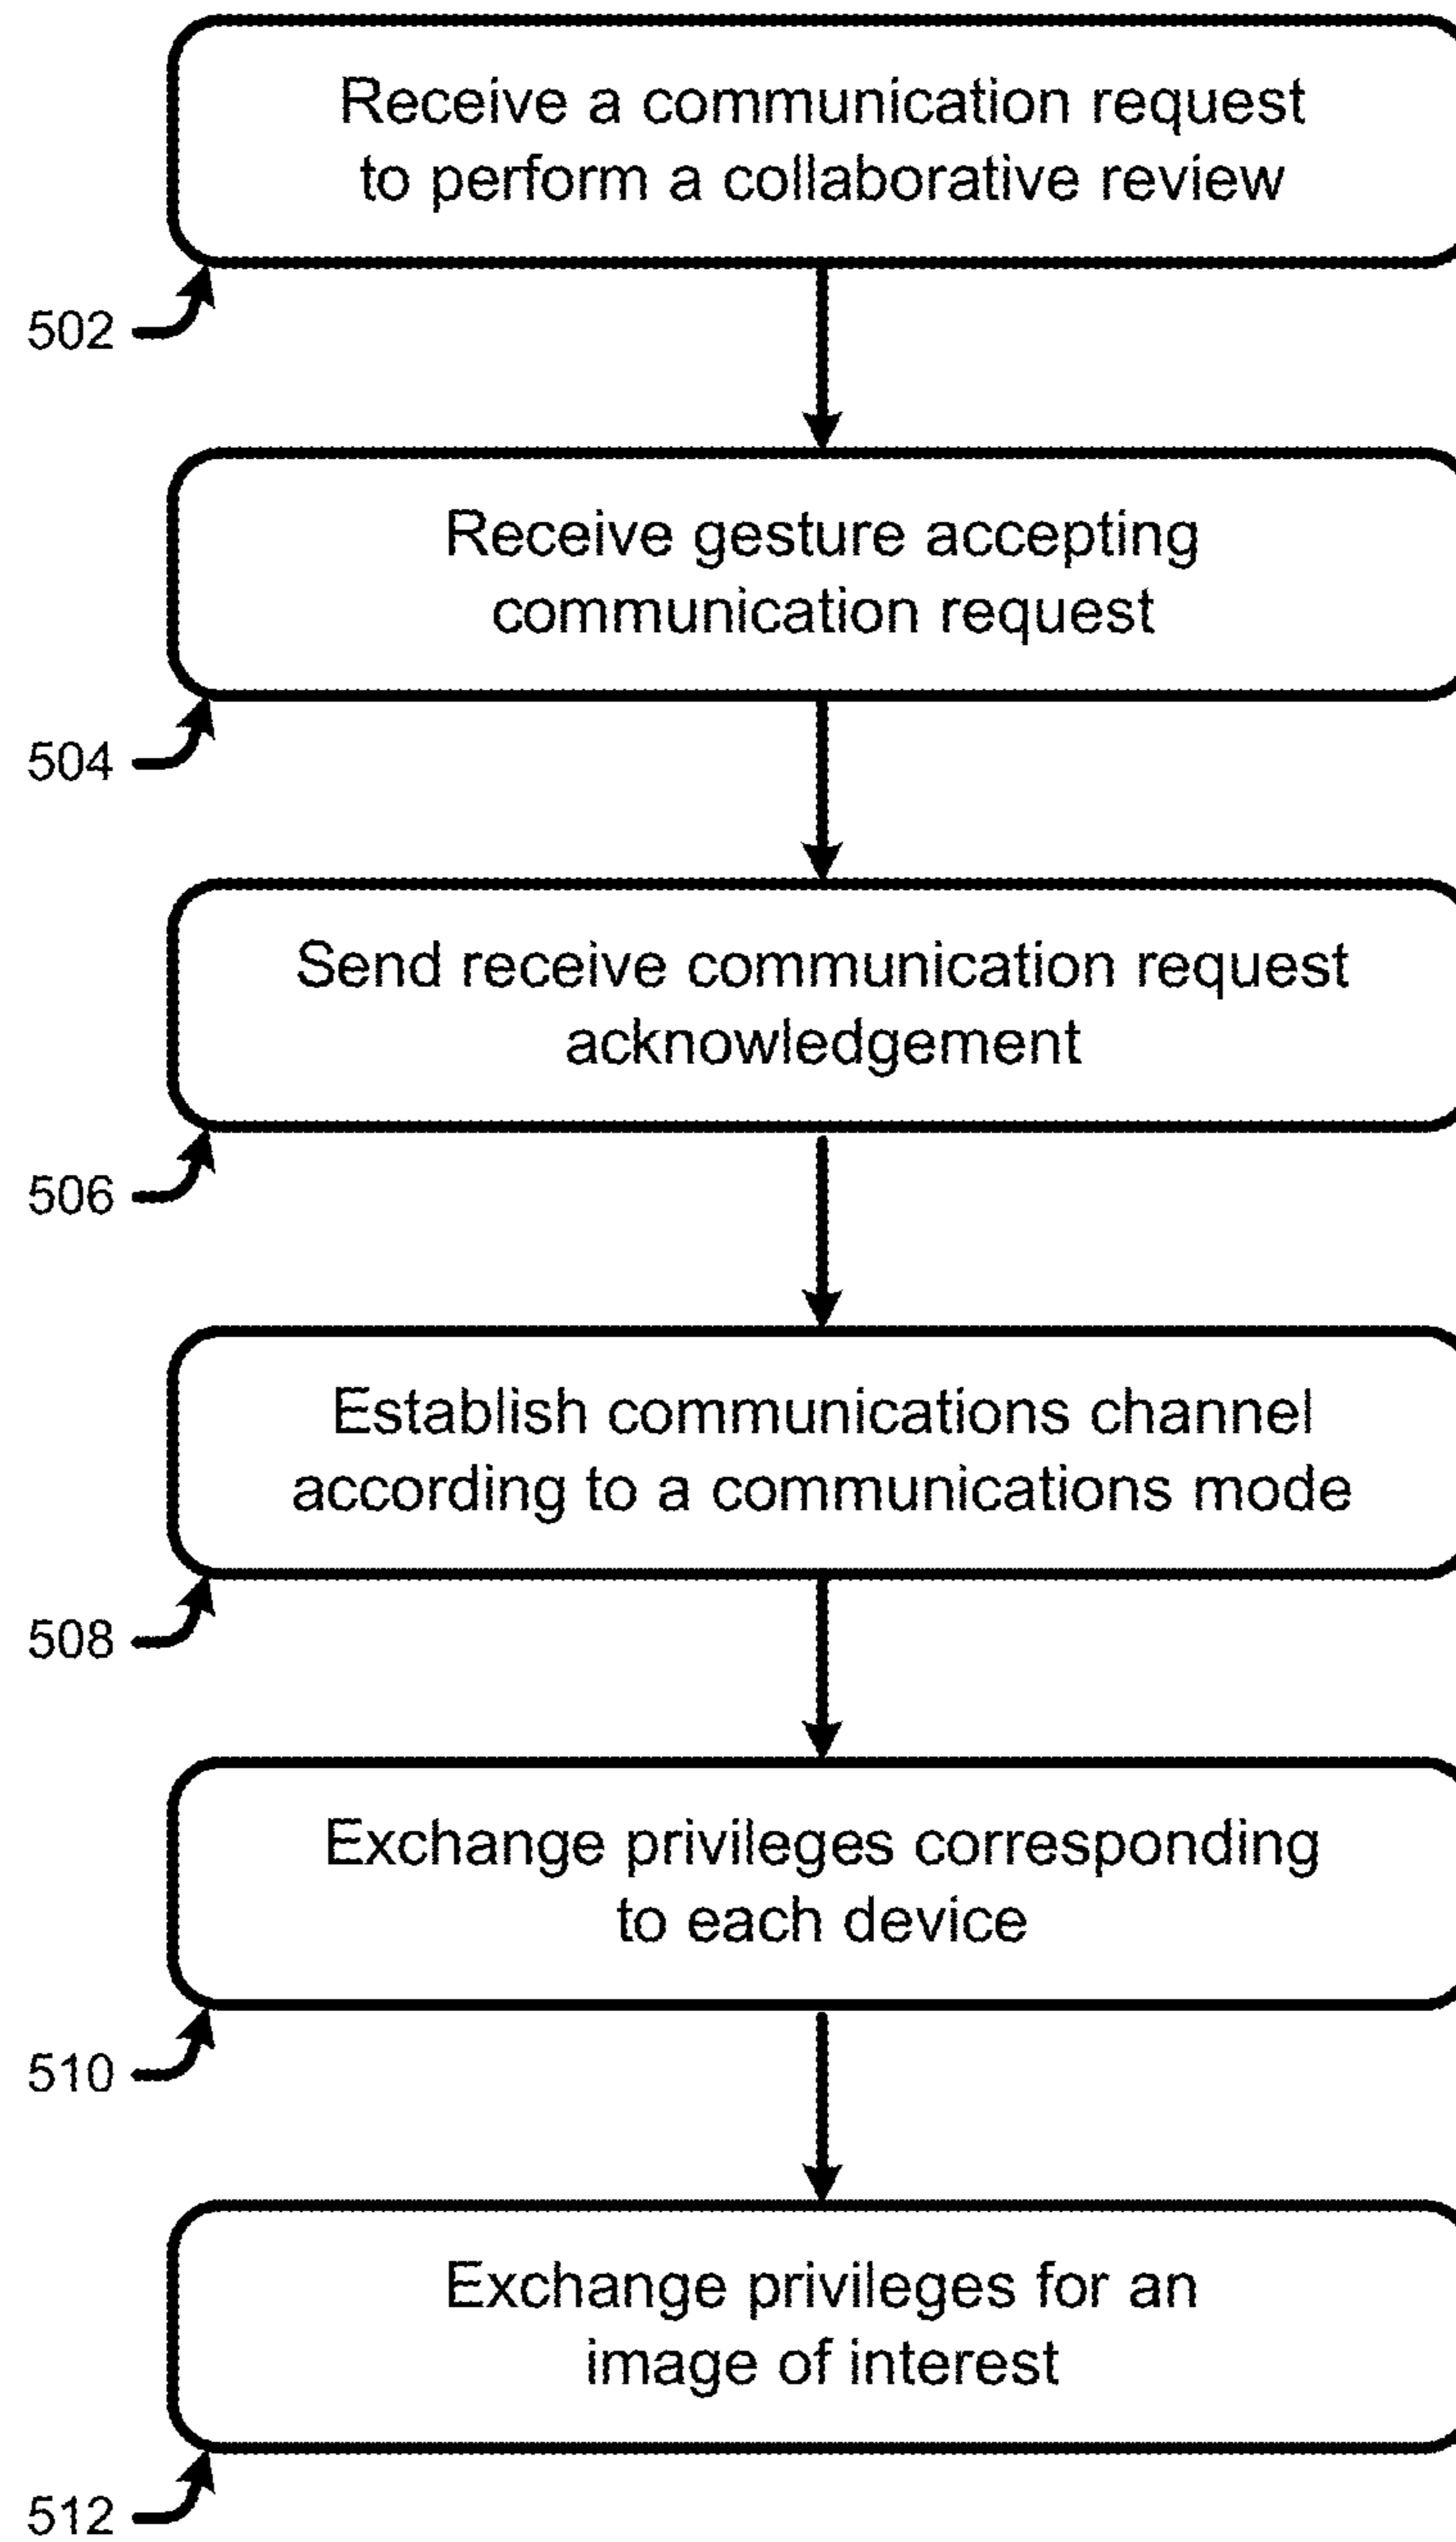 Receive a communication request
to perform a collaborative review
502
Receive gesture accepting
communication request
504
Send receive communication request
acknowledgement
506
Establish communications channel
according to a communications mode
508
Exchange privileges corresponding
to each device
510
Exchange privileges for an
image of interest
512